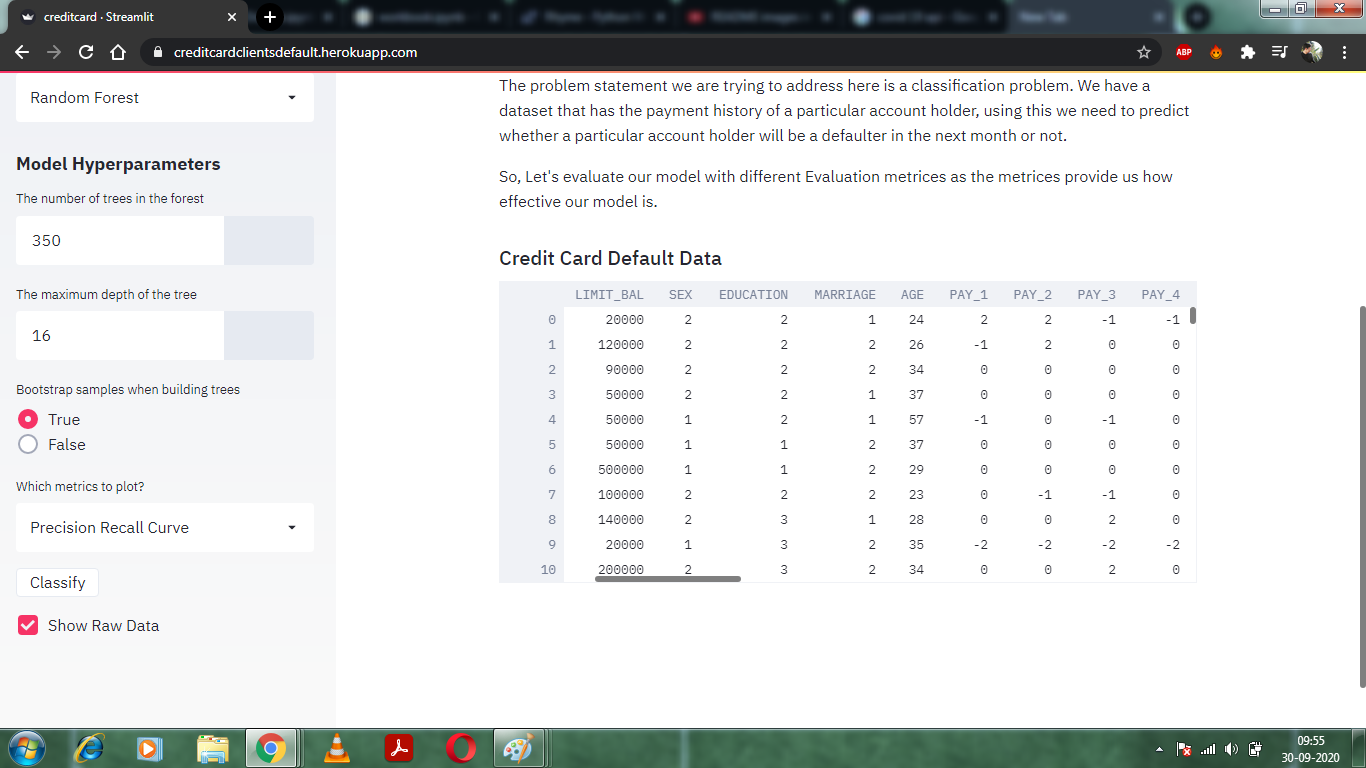 creditcard · Streamlit
creditcardclientsdefault.herokuapp.com
ABP
Random Forest
Model Hyperparameters
The number of trees in the forest
350
The maximum depth of the tree
16
Bootstrap samples when building trees
True
False
Which metrics to plot?
Precision Recall Curve
Classify
Show Raw Data
The problem statement we are trying to address here is a classification problem. We have a
dataset that has the payment history of a particular account holder, using this we need to predict
whether a particular account holder will be a defaulter in the next month or not.
So, Let's evaluate our model with different Evaluation metrices as the metrices provide us how
effective our model is.
Credit Card Default Data
LIMIT_BAL SEX EDUCATION MARRIAGE AGE PAY_1 PAY_2 PAY_3 PAY_4
0 20000 2 2 1 24 2 2 -1 -1
1 120000 2 2 2 26 -1 2 0 0
2 90000 2 2 2 34 0 0 0 0
3 50000 2 2 1 37 0 0 0 0
4 50000 1 2 1 57 -1 0 -1 0
5 50000 1 1 2 37 0 0 0 0
6 500000 1 1 2 29 0 0 0 0
7 100000 2 2 2 23 0 -1 -1 0
8 140000 2 3 1 28 0 0 2 0
9 20000 1 3 2 35 -2 -2 -2 -2
10 200000 2 3 2 34 0 0 2 0
09:55
30-09-2020